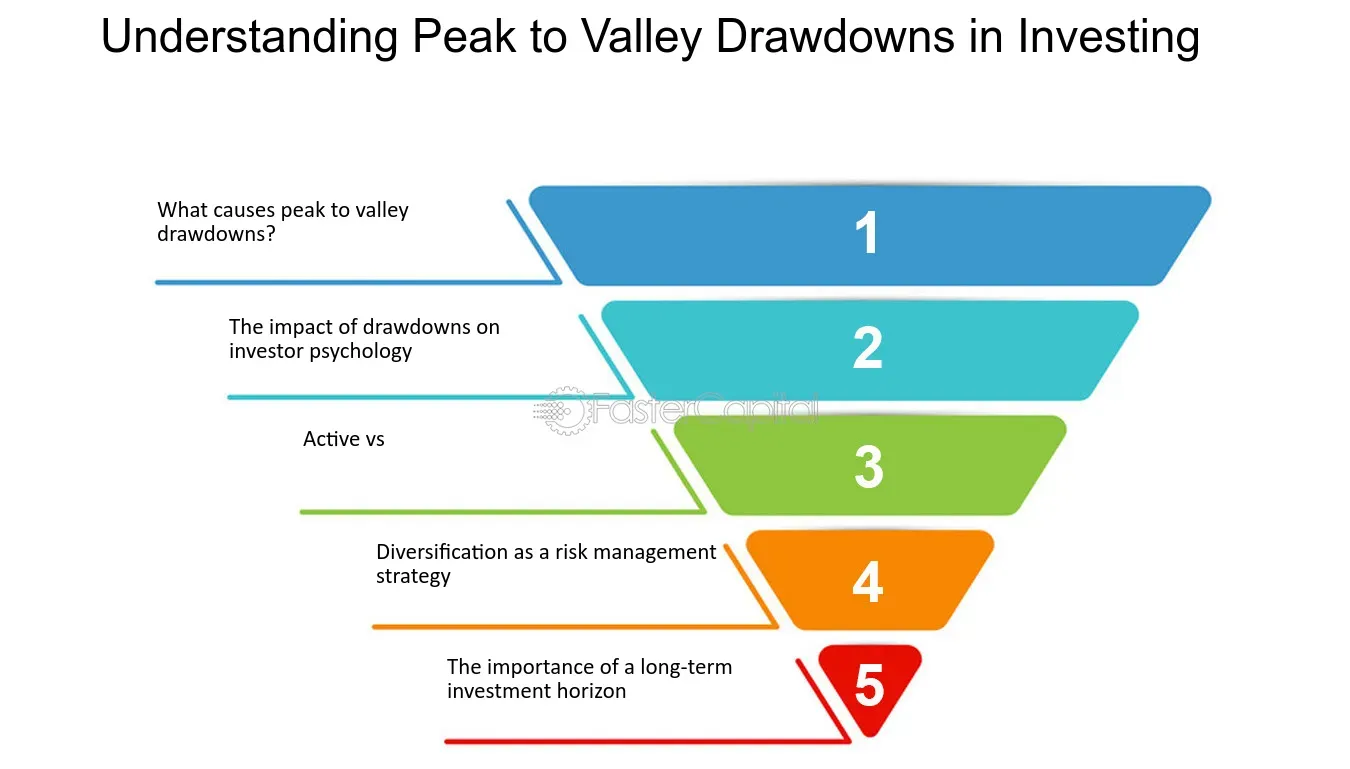 Understanding Peak to Valley Drawdowns in Investing
What causes peak to valley
drawdowns?
1
The impact of drawdowns on
investor psychology
2
FasterCapital
Active vs
3
Diversification as a risk management
strategy
4
The importance of a long-term
investment horizon
5